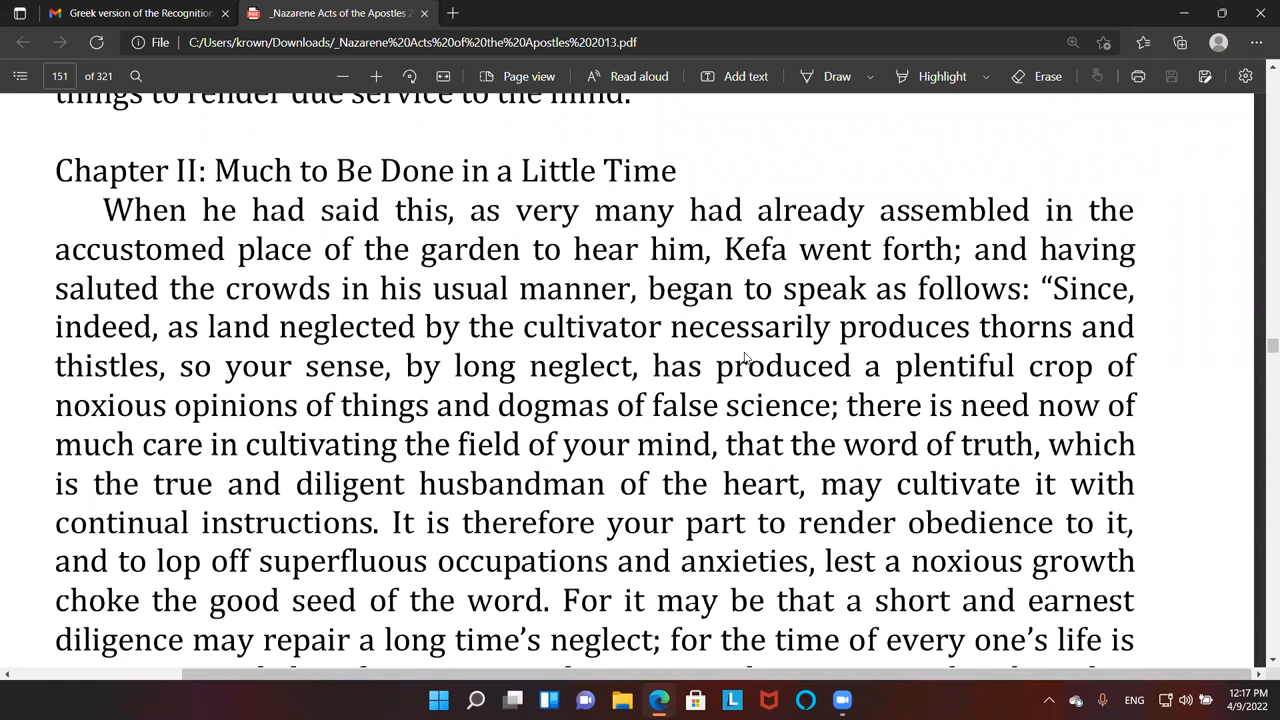 Greek version of the Recognition
_Nazarene Acts of the Apostles 2
File
C:/Users/krown/Downloads/_Nazarene%20Acts%20of%20the%20Apostles%202013.pdf
151 of 321
Page view
Read aloud
Add text
Draw
Highlight
Erase
things to render due service to the mind.
Chapter II: Much to Be Done in a Little Time
When he had said this, as very many had already assembled in the
accustomed place of the garden to hear him, Kefa went forth; and having
saluted the crowds in his usual manner, began to speak as follows: “Since,
indeed, as land neglected by the cultivator necessarily produces thorns and
thistles, so your sense, by long neglect, has produced a plentiful crop of
noxious opinions of things and dogmas of false science; there is need now of
much care in cultivating the field of your mind, that the word of truth, which
is the true and diligent husbandman of the heart, may cultivate it with
continual instructions. It is therefore your part to render obedience to it,
and to lop off superfluous occupations and anxieties, lest a noxious growth
choke the good seed of the word. For it may be that a short and earnest
diligence may repair a long time’s neglect; for the time of every one’s life is
L
ENG
12:17 PM
4/9/2022